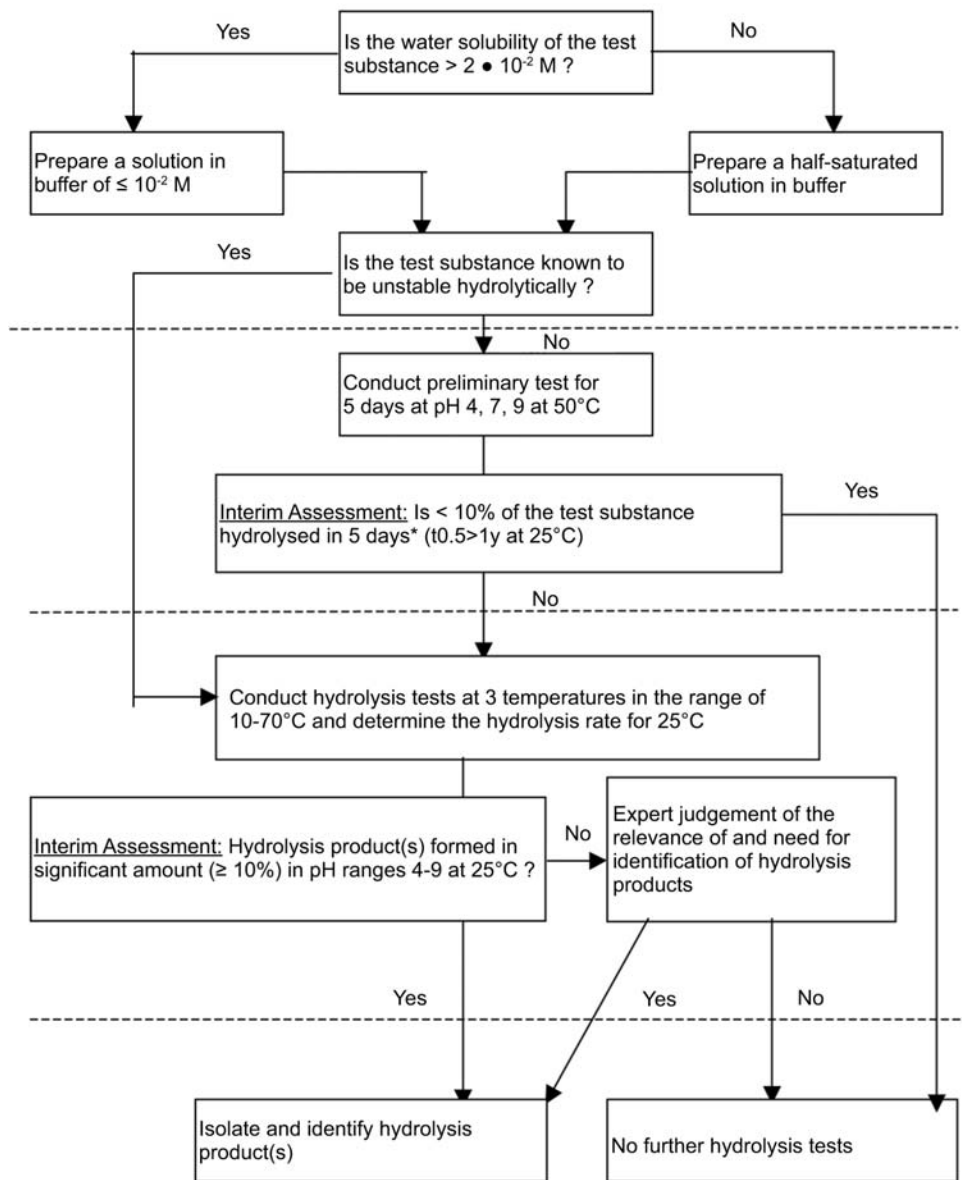 Yes
Is the water solubility of the test
substance > 2 ● 10⁻² M ?
No
Prepare a solution in
buffer of ≤ 10⁻² M
Prepare a half-saturated
solution in buffer
Yes
Is the test substance known to
be unstable hydrolytically ?
No
Conduct preliminary test for
5 days at pH 4, 7, 9 at 50°C
Interim Assessment: Is < 10% of the test substance
hydrolysed in 5 days* (t0.5>1y at 25°C)
Yes
No
Conduct hydrolysis tests at 3 temperatures in the range of
10-70°C and determine the hydrolysis rate for 25°C
Interim Assessment: Hydrolysis product(s) formed in
significant amount (≥ 10%) in pH ranges 4-9 at 25°C ?
No
Expert judgement of the
relevance of and need for
identification of hydrolysis
products
Yes
Yes
No
Isolate and identify hydrolysis
product(s)
No further hydrolysis tests